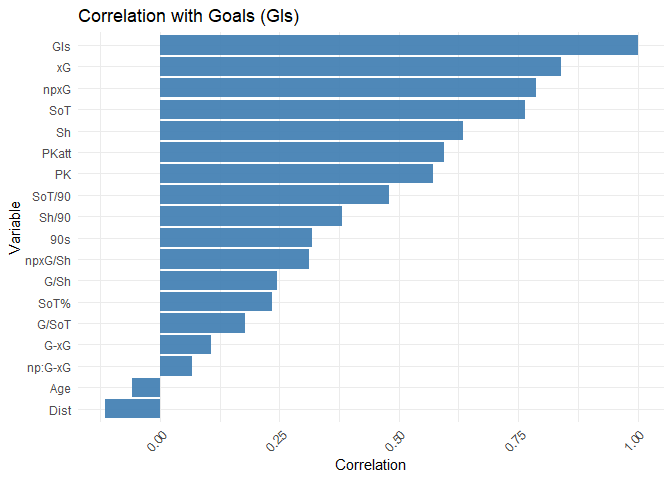 Correlation with Goals (Gls)
Gls
xG
npxG
SoT
Sh
PKatt
PK
SoT/90
Sh/90
90s
npxG/Sh
G/Sh
SoT%
G/SoT
G-xG
np:G-xG
Age
Dist
Variable
0.00
0.25
0.50
0.75
1.00
Correlation